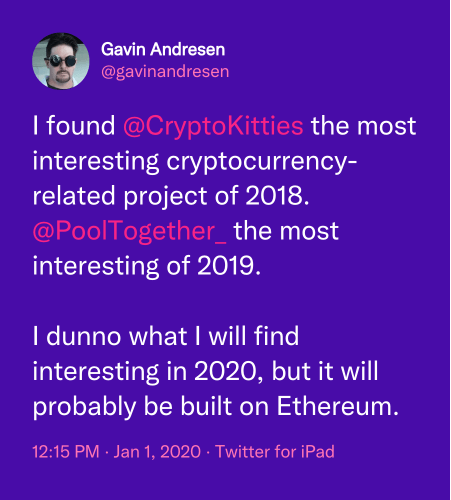 Gavin Andresen
@gavinandresen
I found @CryptoKitties the most
interesting cryptocurrency-
related project of 2018.
@PoolTogether_ the most
interesting of 2019.
I dunno what I will find
interesting in 2020, but it will
probably be built on Ethereum.
12:15 PM · Jan 1, 2020 · Twitter for iPad